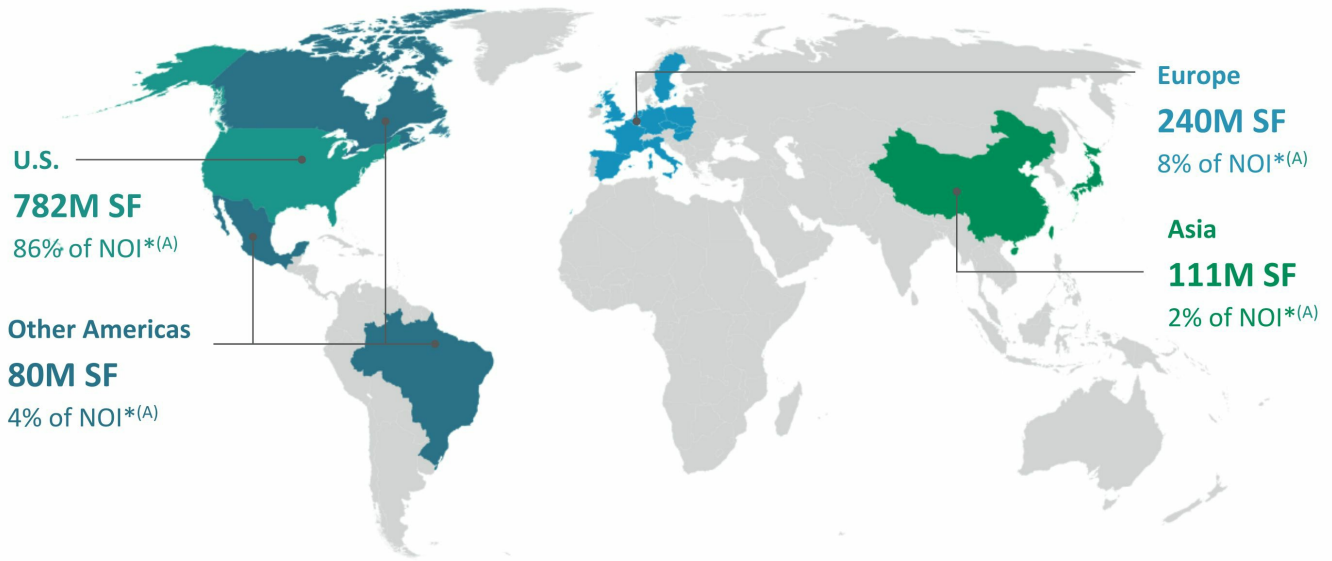 U.S.
782M SF
86% of NOI*(A)
Other Americas
80M SF
4% of NOI*(A)
Europe
240M SF
8% of NOI*(A)
Asia
111M SF
2% of NOI*(A)